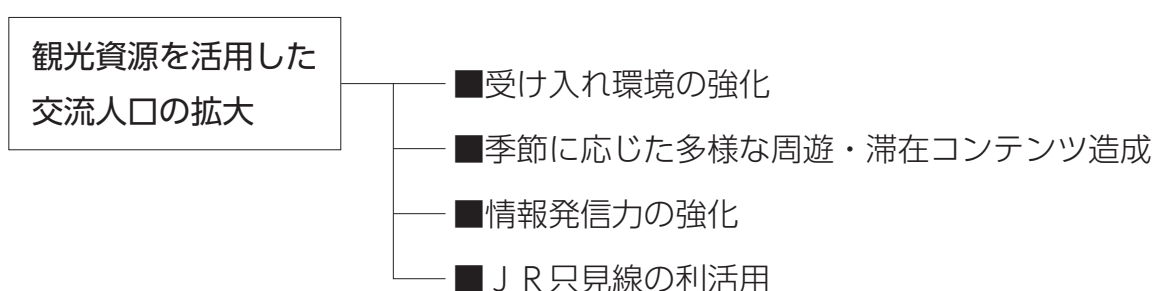 観光資源を活用した
交流人口の拡大
■受け入れ環境の強化
■季節に応じた多様な周遊・滞在コンテンツ造成
■情報発信力の強化
■ＪＲ只見線の利活用